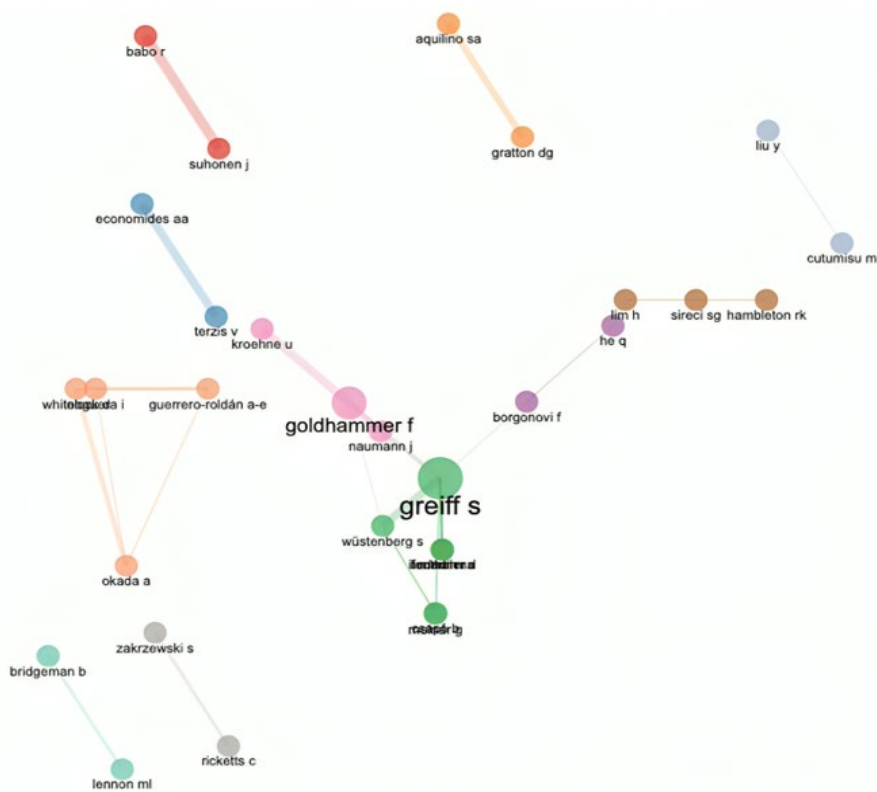 babo r
aquilino sa
suhonen j
gratton dg
liu y
economides aa
cutumisu m
terzis v
kroehne u
lim h
sireci sg
hambleton rk
he q
guerrero-roldán a-e
borgonovi f
goldhammer f
naumann j
greiff s
wüstenberg s
okada a
zakrzewski s
bridgeman b
ricketts c
lennon ml